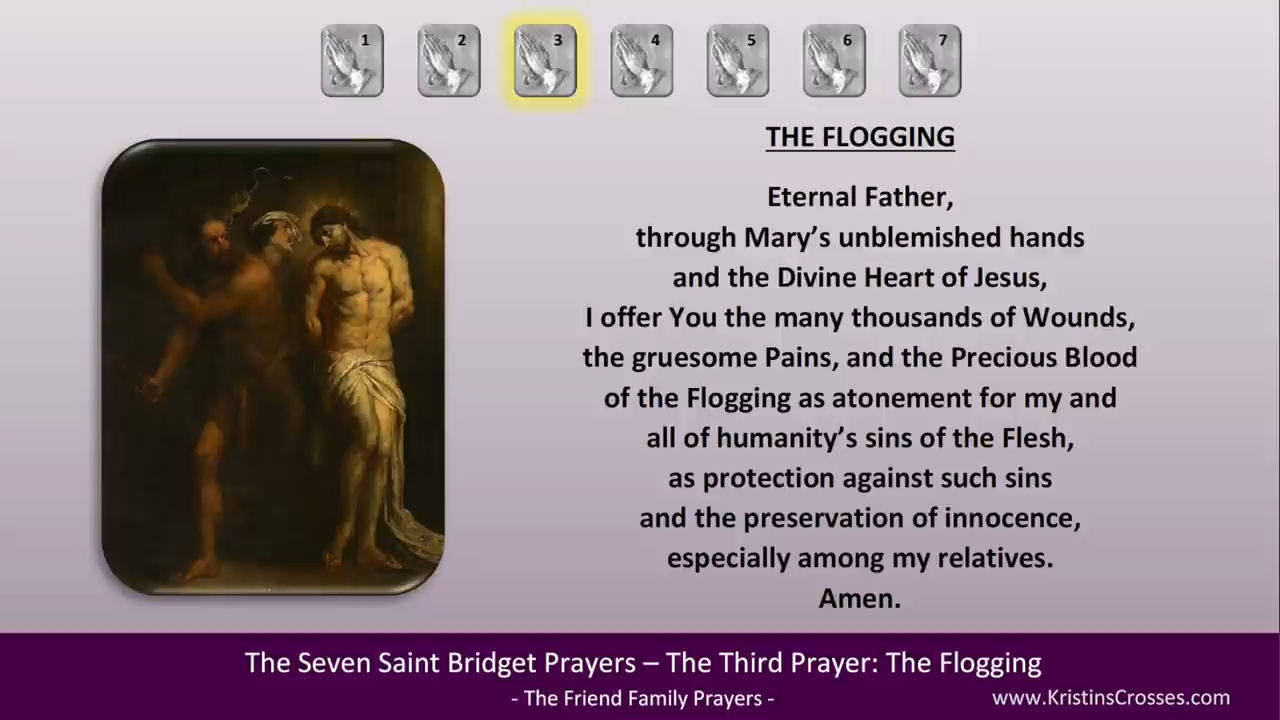 1 2 3 4 5 6 7
THE FLOGGING
Eternal Father,
through Mary’s unblemished hands
and the Divine Heart of Jesus,
I offer You the many thousands of Wounds,
the gruesome Pains, and the Precious Blood
of the Flogging as atonement for my and
all of humanity’s sins of the Flesh,
as protection against such sins
and the preservation of innocence,
especially among my relatives.
Amen.
The Seven Saint Bridget Prayers – The Third Prayer: The Flogging
- The Friend Family Prayers -
www.KristinsCrosses.com